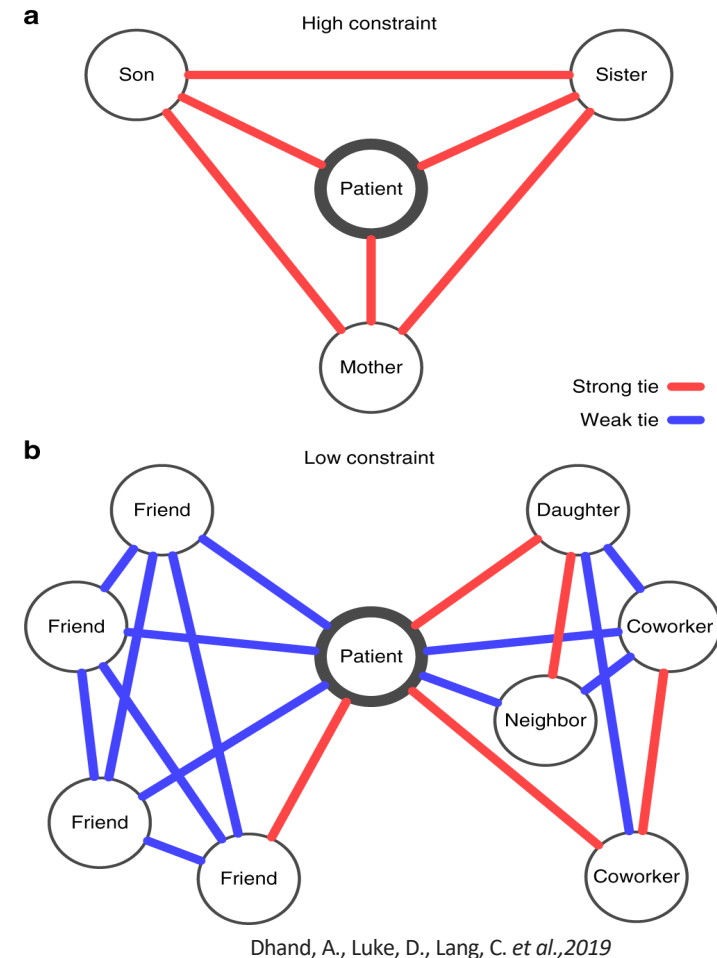 a
High constraint
Son
Sister
Patient
Mother
Strong tie
Weak tie
b
Low constraint
Friend
Daughter
Friend
Coworker
Patient
Neighbor
Friend
Friend
Coworker
Dhand, A., Luke, D., Lang, C. et al.,2019